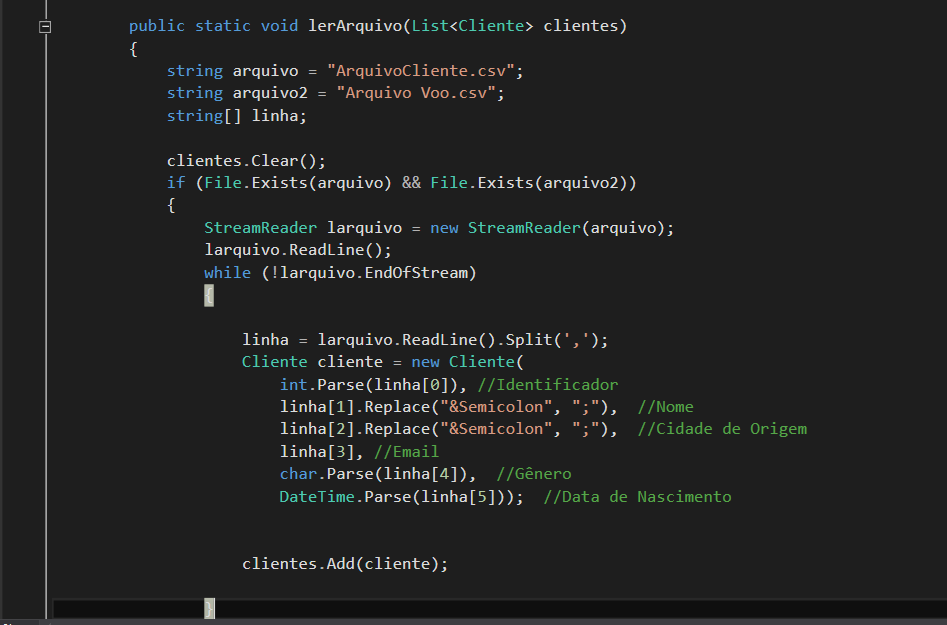 public static void lerArquivo(List<Cliente> clientes)
{
string arquivo = "ArquivoCliente.csv";
string arquivo2 = "Arquivo Voo.csv";
string[] linha;
clientes.Clear();
if (File.Exists(arquivo) && File.Exists(arquivo2))
{
StreamReader larquivo = new StreamReader(arquivo);
larquivo.ReadLine();
while (!larquivo.EndOfStream)
{
linha = larquivo.ReadLine().Split(',');
Cliente cliente = new Cliente(
int.Parse(linha[0]), //Identificador
linha[1].Replace("&Semicolon", ";"), //Nome
linha[2].Replace("&Semicolon", ";"), //Cidade de Origem
linha[3], //Email
char.Parse(linha[4]), //Gênero
DateTime.Parse(linha[5])); //Data de Nascimento
clientes.Add(cliente);
}